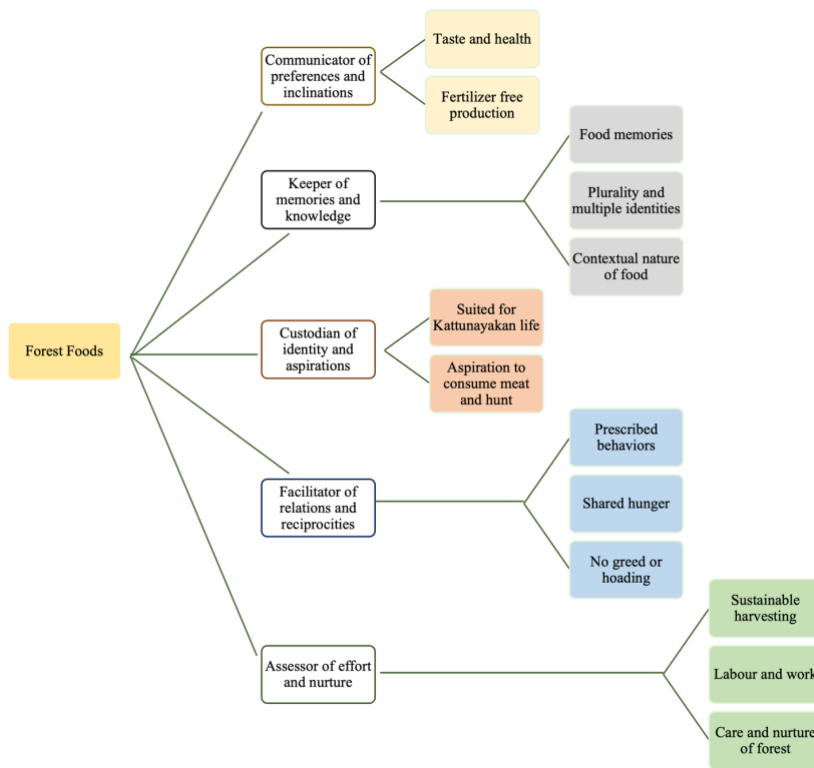 Forest Foods
Communicator of
preferences and
inclinations
Taste and health
Fertilizer free
production
Keeper of
memories and
knowledge
Food memories
Plurality and
multiple identities
Contextual nature
of food
Custodian of
identity and
aspirations
Suited for
Kattunayakan life
Aspiration to
consume meat
and hunt
Facilitator of
relations and
reciprocities
Prescribed
behaviors
Shared hunger
No greed or
hoading
Assessor of effort
and nurture
Sustainable
harvesting
Labour and work
Care and nurture
of forest